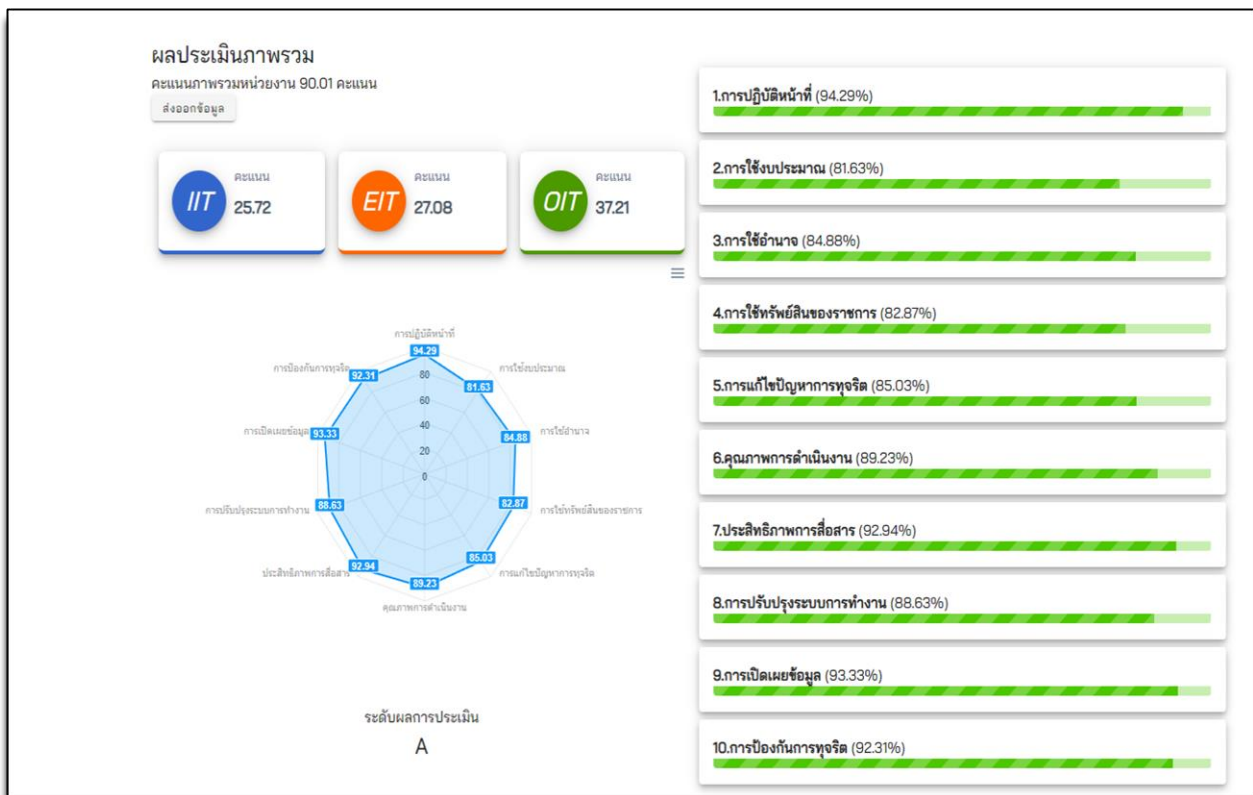 ผลประเมินภาพรวม
คะแนนภาพรวมหน่วยงาน 90.01 คะแนน
ส่งออกข้อมูล
IIT
คะแนน
25.72
EIT
คะแนน
27.08
OIT
คะแนน
37.21
การปฏิบัติหน้าที่
94.29
การป้องกันการทุจริต
92.31
80
81.63
การใช้งบประมาณ
60
การเปิดเผยข้อมูล
93.33
40
84.88
การใช้อำนาจ
20
0
การปรับปรุงระบบการทำงาน
88.63
82.87
การใช้ทรัพย์สินของราชการ
ประสิทธิภาพการสื่อสาร
92.94
85.03
การแก้ไขปัญหาการทุจริต
89.23
คุณภาพการดำเนินงาน
ระดับผลการประเมิน
A
1.การปฏิบัติหน้าที่ (94.29%)
2.การใช้งบประมาณ (81.63%)
3.การใช้อำนาจ (84.88%)
4.การใช้ทรัพย์สินของราชการ (82.87%)
5.การแก้ไขปัญหาการทุจริต (85.03%)
6.คุณภาพการดำเนินงาน (89.23%)
7.ประสิทธิภาพการสื่อสาร (92.94%)
8.การปรับปรุงระบบการทำงาน (88.63%)
9.การเปิดเผยข้อมูล (93.33%)
10.การป้องกันการทุจริต (92.31%)